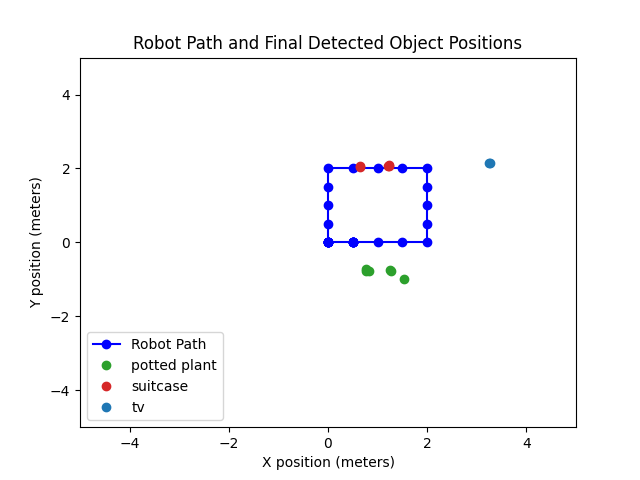 Robot Path and Final Detected Object Positions
Y position (meters)
4
2
0
−2
−4
Robot Path
potted plant
suitcase
tv
−4 −2 0 2 4
X position (meters)